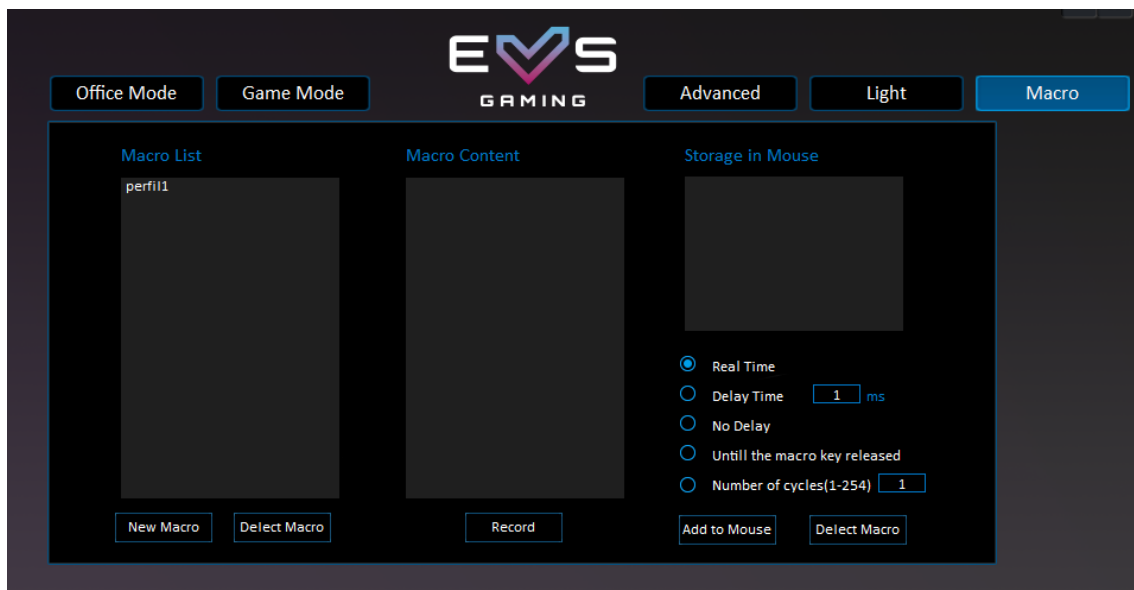 EVS
GAMING
Office Mode
Game Mode
Advanced
Light
Macro
Macro List
Macro Content
Storage in Mouse
perfil1
Real Time
Delay Time 1 ms
No Delay
Untill the macro key released
Number of cycles(1-254) 1
New Macro
Delect Macro
Record
Add to Mouse
Delect Macro